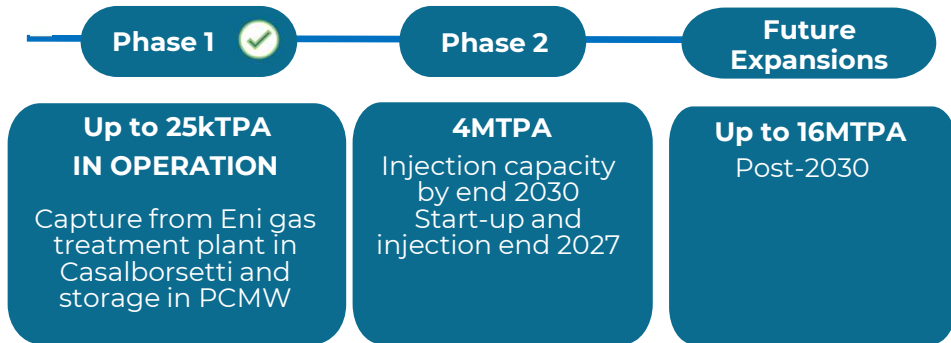 Phase 1
Phase 2
Future
Expansions
Up to 25kTPA
IN OPERATION
Capture from Eni gas
treatment plant in
Casalborsetti and
storage in PCMW
4MTPA
Injection capacity
by end 2030
Start-up and
injection end 2027
Up to 16MTPA
Post-2030